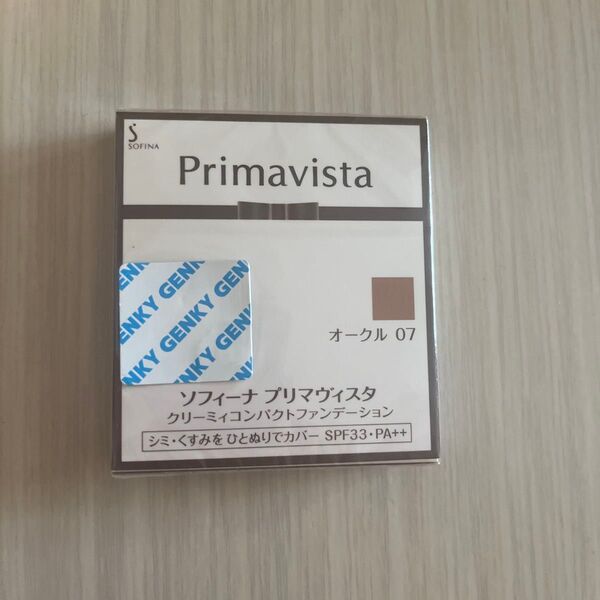 SOFINA
Primavista
GENKY GENKY GENKY
オークル 07
ソフィーナ プリマヴィスタ
クリーミィコンパクトファンデーション
シミ・くすみを ひとぬりでカバー SPF33・PA++